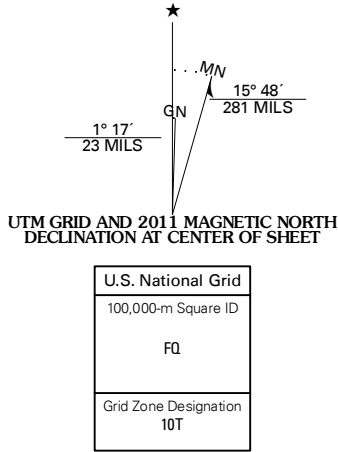 ★
MN
GN
15° 48´
281 MILS
1° 17´
23 MILS
UTM GRID AND 2011 MAGNETIC NORTH
DECLINATION AT CENTER OF SHEET
U.S. National Grid
100,000-m Square ID
FQ
Grid Zone Designation
10T